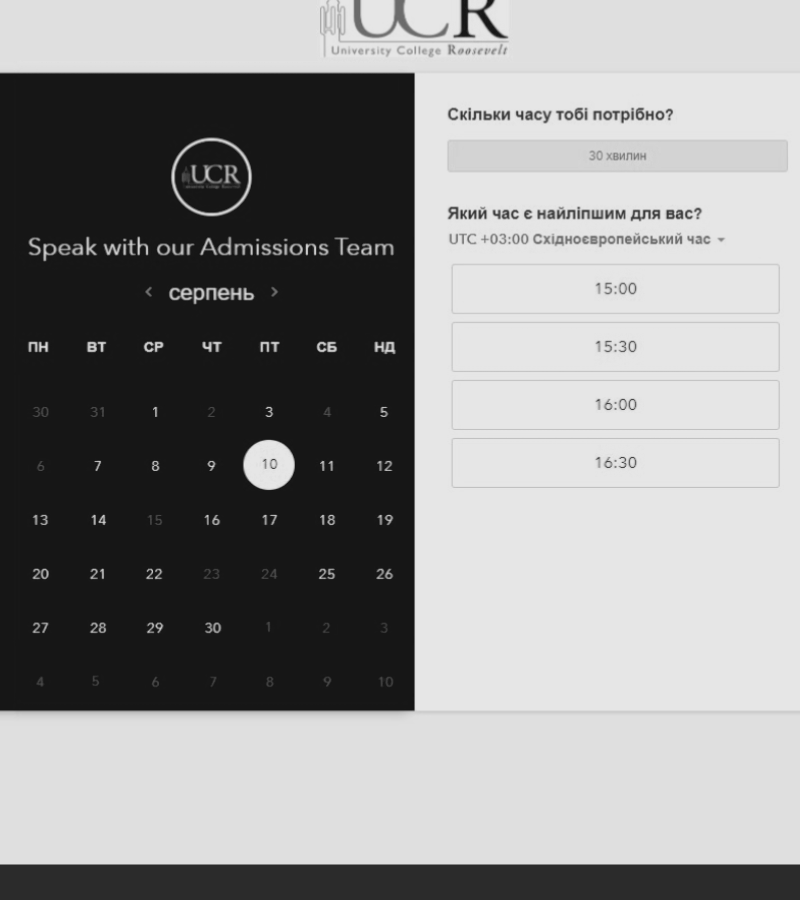 UCR
University College Roosevelt
UCR
Speak with our Admissions Team
< серпень >
ПН ВТ СР ЧТ ПТ СБ НД
30 31 1 2 3 4 5
6 7 8 9 10 11 12
13 14 15 16 17 18 19
20 21 22 23 24 25 26
27 28 29 30 1 2 3
4 5 6 7 8 9 10
Скільки часу тобі потрібно?
30 хвилин
Який час є найліпшим для вас?
UTC +03:00 Східноєвропейський час
15:00
15:30
16:00
16:30